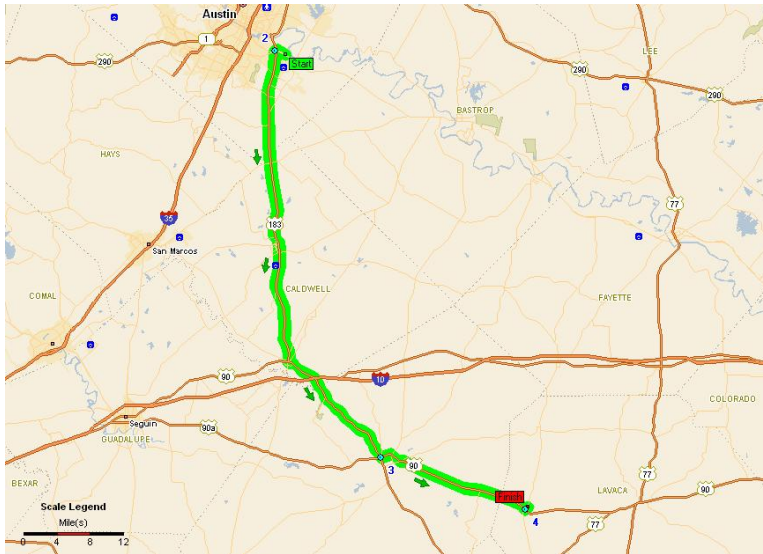 Austin
2
1
Start
290
LEE
290
290
BASTROP
HAYS
77
35
183
San Marcos
CALDWELL
COMAL
FAYETTE
90
10
COLORADO
Seguin
GUADALUPE
90a
3
90
BEXAR
Finish
LAVACA
90
4
77
Scale Legend
Mile(s)
0 4 8 12